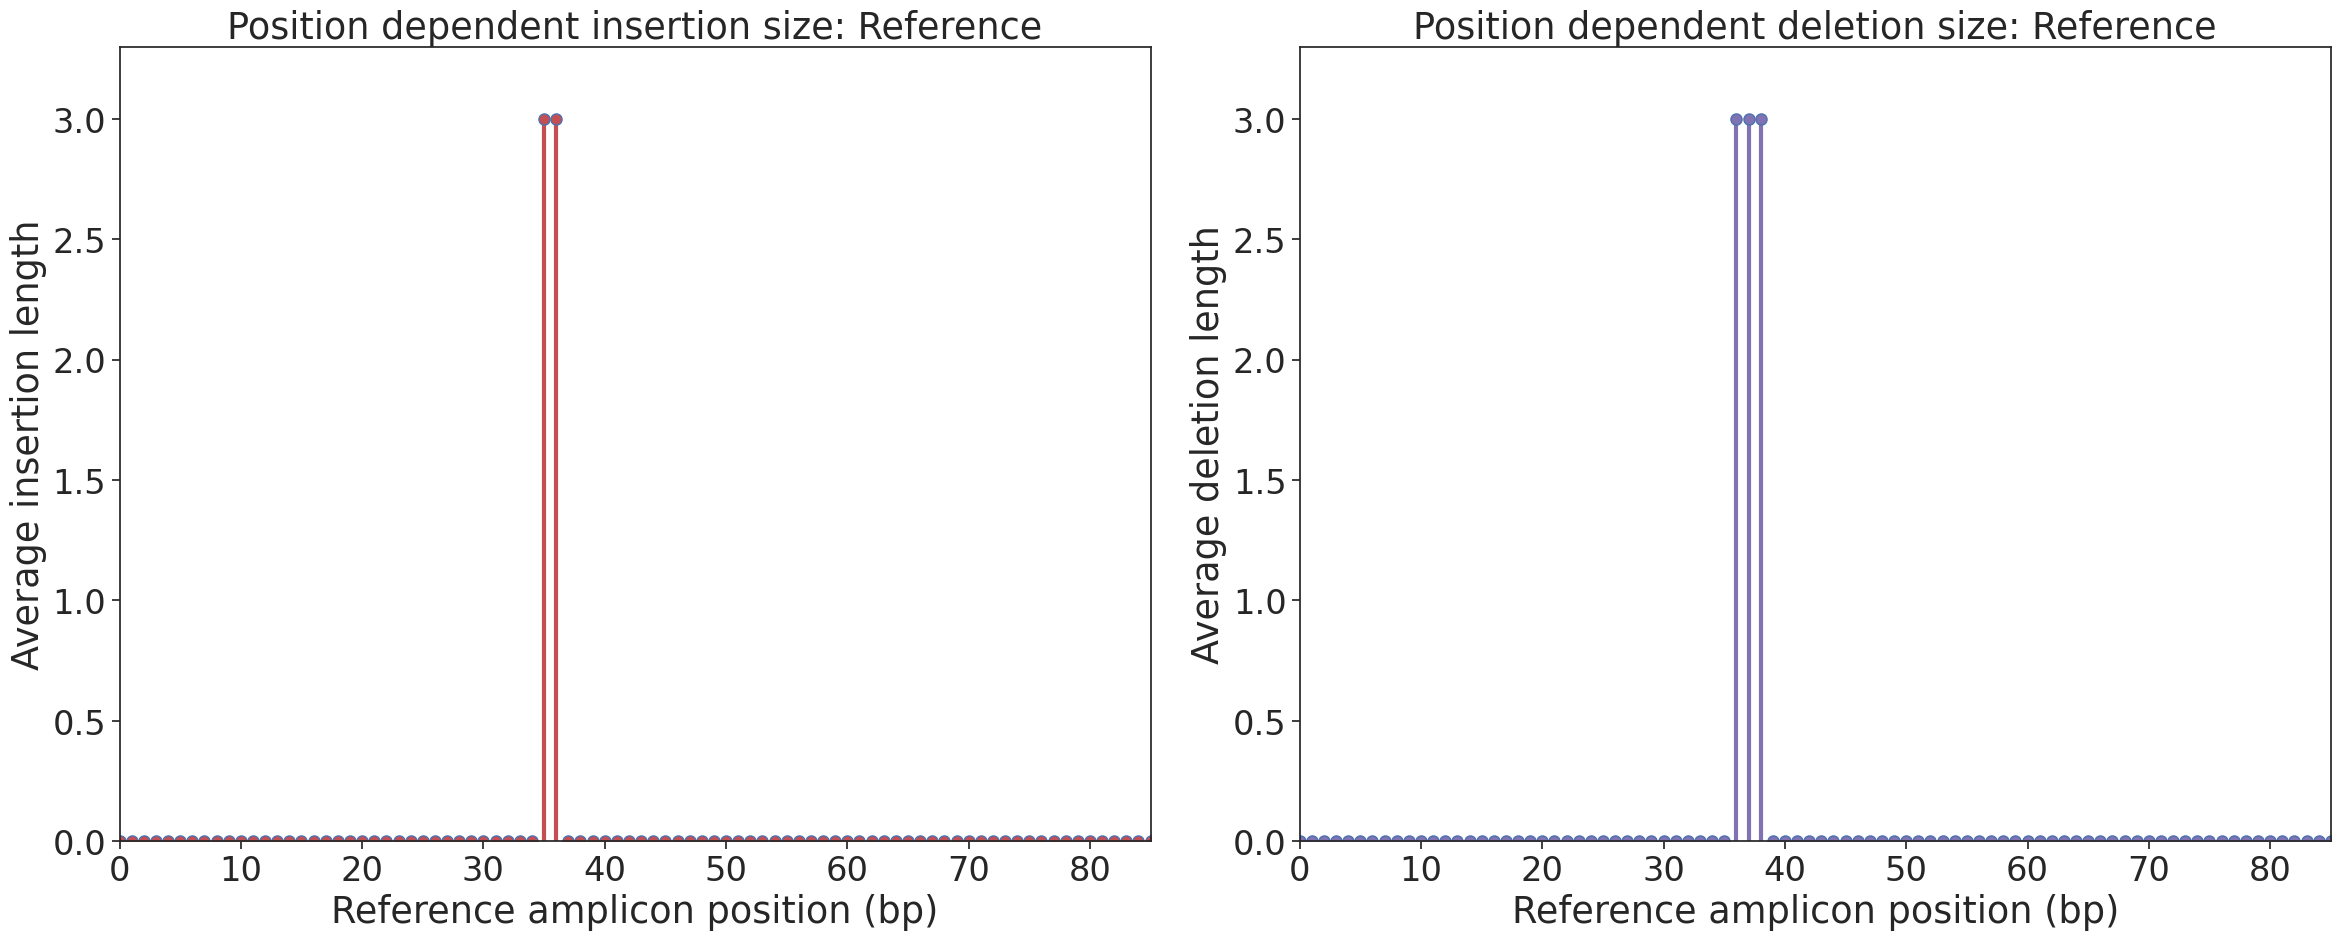 Position dependent insertion size: Reference
Average insertion length
3.0
2.5
2.0
1.5
1.0
0.5
0.0
0 10 20 30 40 50 60 70 80
Reference amplicon position (bp)
Position dependent deletion size: Reference
Average deletion length
3.0
2.5
2.0
1.5
1.0
0.5
0.0
0 10 20 30 40 50 60 70 80
Reference amplicon position (bp)